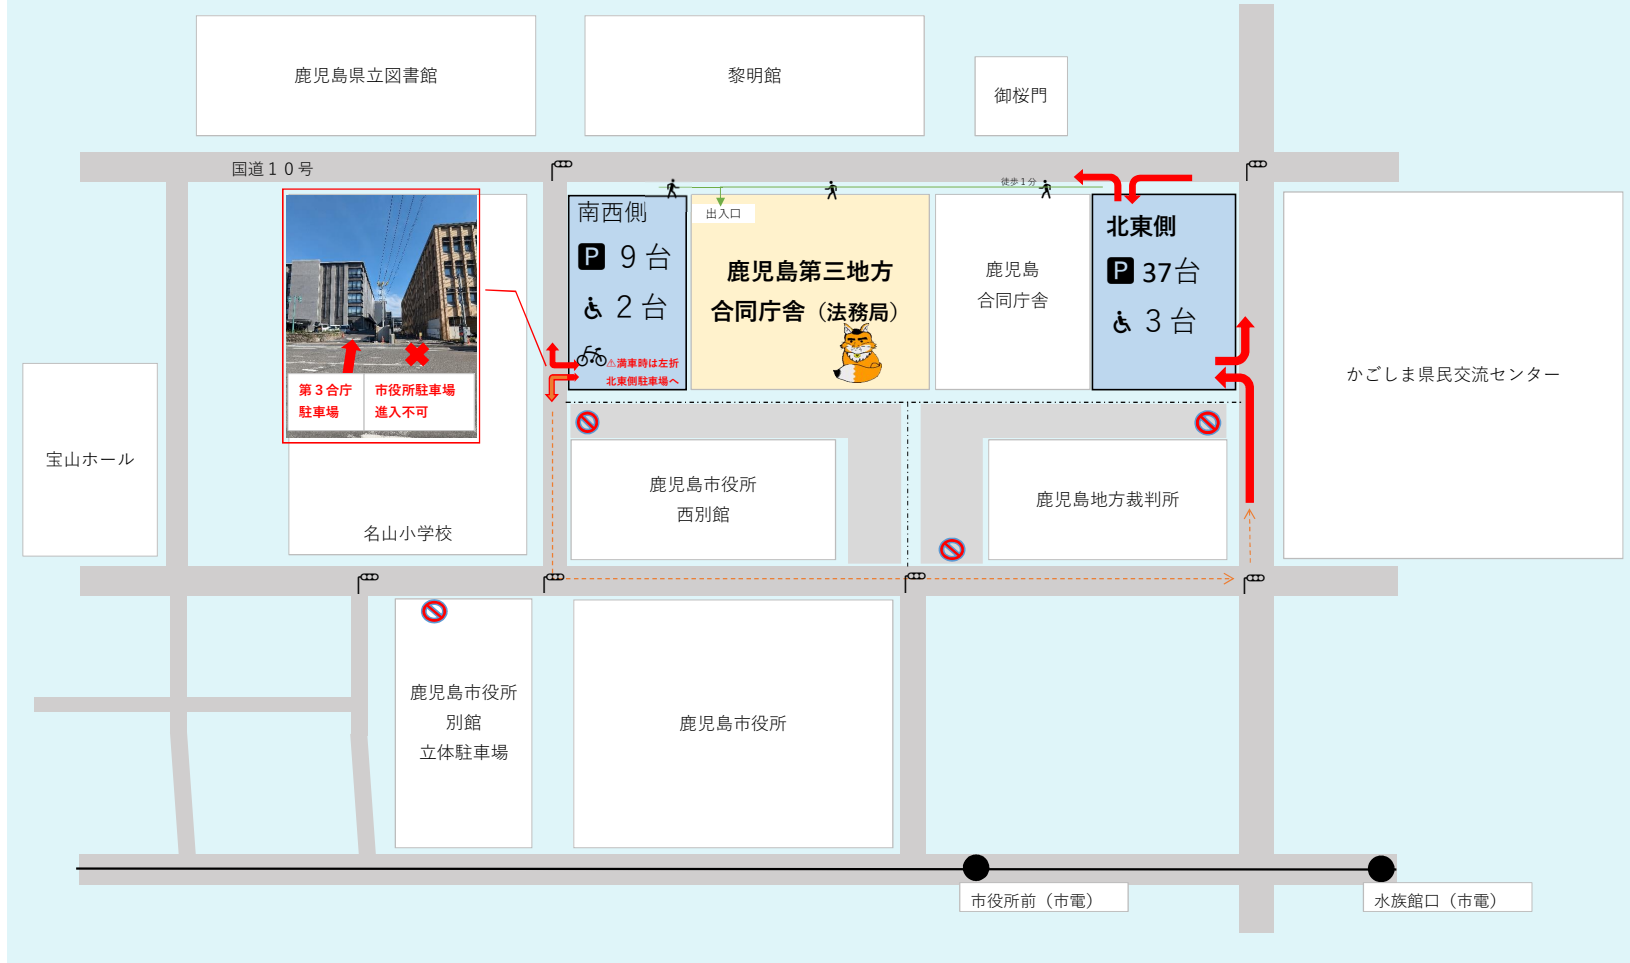 鹿児島県立図書館
黎明館
御桜門
国道１０号
徒歩１分
南西側
P ９台
２台
⚠満車時は左折
北東側駐車場へ
出入口
鹿児島第三地方
合同庁舎（法務局）
鹿児島
合同庁舎
北東側
P 37台
３台
第３合庁
駐車場
市役所駐車場
進入不可
かごしま県民交流センター
宝山ホール
名山小学校
鹿児島市役所
西別館
鹿児島地方裁判所
鹿児島市役所
別館
立体駐車場
鹿児島市役所
市役所前（市電）
水族館口（市電）